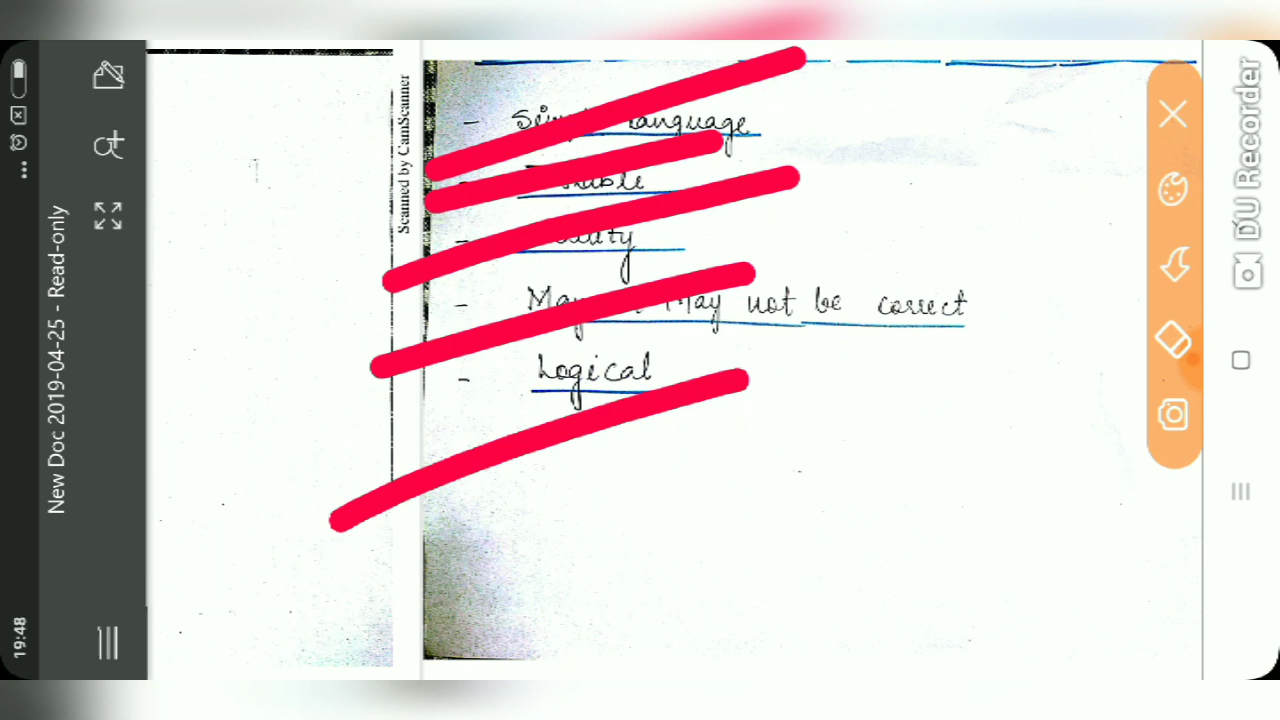 19:48
New Doc 2019-04-25 - Read-only
Scanned by CamScanner
- language
-
-
- May may not be correct
- Logical
DU Recorder